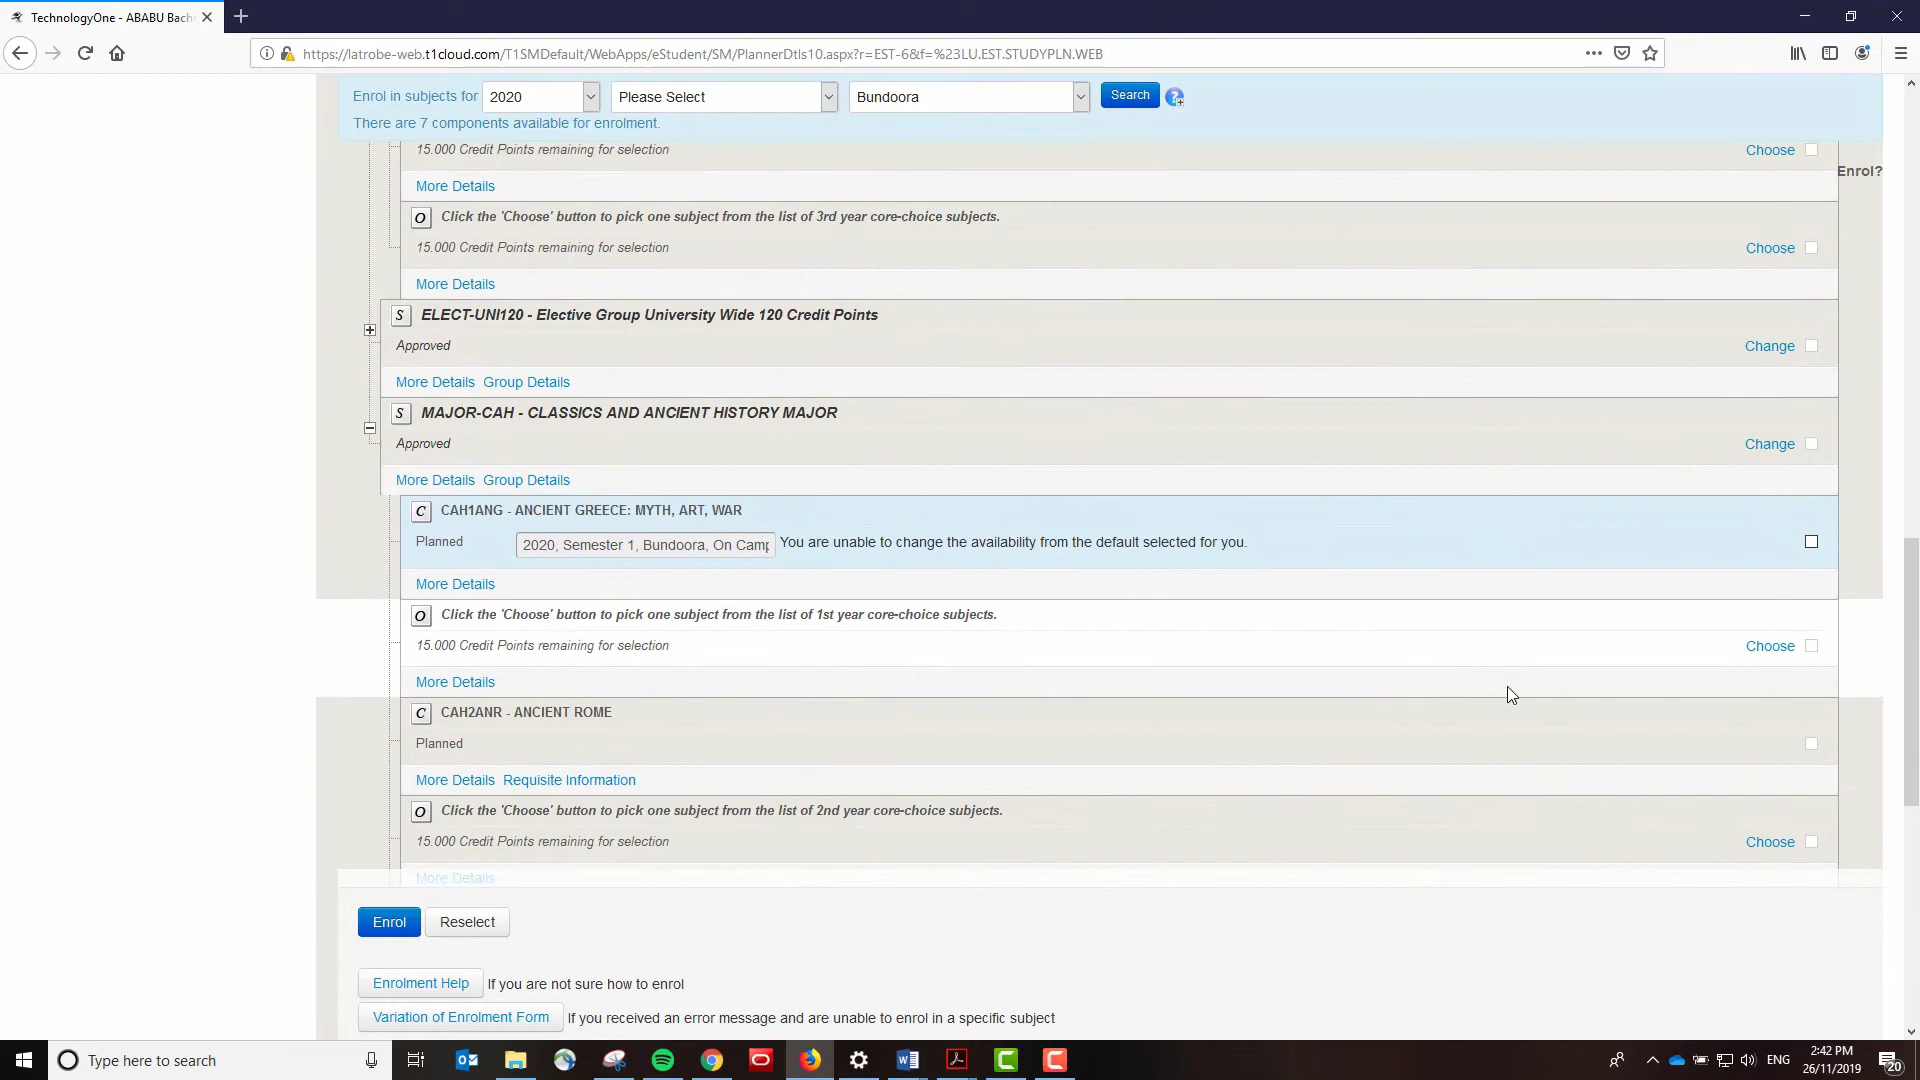 TechnologyOne - ABABU Bach
https://latrobe-web.t1cloud.com/T1SMDefault/WebApps/eStudent/SM/PlannerDtls10.aspx?r=EST-6&f=%23LU.EST.STUDYPLN.WEB
Enrol in subjects for 2020 Please Select Bundoora Search
There are 7 components available for enrolment.
15.000 Credit Points remaining for selection Choose
Enrol?
More Details
O Click the 'Choose' button to pick one subject from the list of 3rd year core-choice subjects.
15.000 Credit Points remaining for selection Choose
More Details
S ELECT-UNI120 - Elective Group University Wide 120 Credit Points
Approved Change
More Details Group Details
S MAJOR-CAH - CLASSICS AND ANCIENT HISTORY MAJOR
Approved Change
More Details Group Details
C CAH1ANG - ANCIENT GREECE: MYTH, ART, WAR
Planned 2020, Semester 1, Bundoora, On Camp You are unable to change the availability from the default selected for you.
More Details
O Click the 'Choose' button to pick one subject from the list of 1st year core-choice subjects.
15.000 Credit Points remaining for selection Choose
More Details
C CAH2ANR - ANCIENT ROME
Planned
More Details Requisite Information
O Click the 'Choose' button to pick one subject from the list of 2nd year core-choice subjects.
15.000 Credit Points remaining for selection Choose
More Details
Enrol Reselect
Enrolment Help If you are not sure how to enrol
Variation of Enrolment Form If you received an error message and are unable to enrol in a specific subject
Type here to search
ENG
2:42 PM
26/11/2019
20